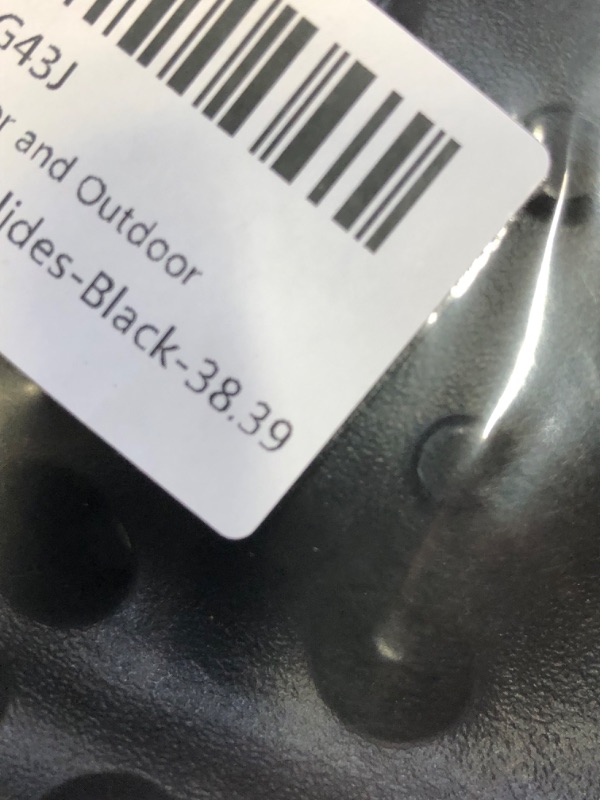 G43J
and Outdoor
lides-Black-38.39